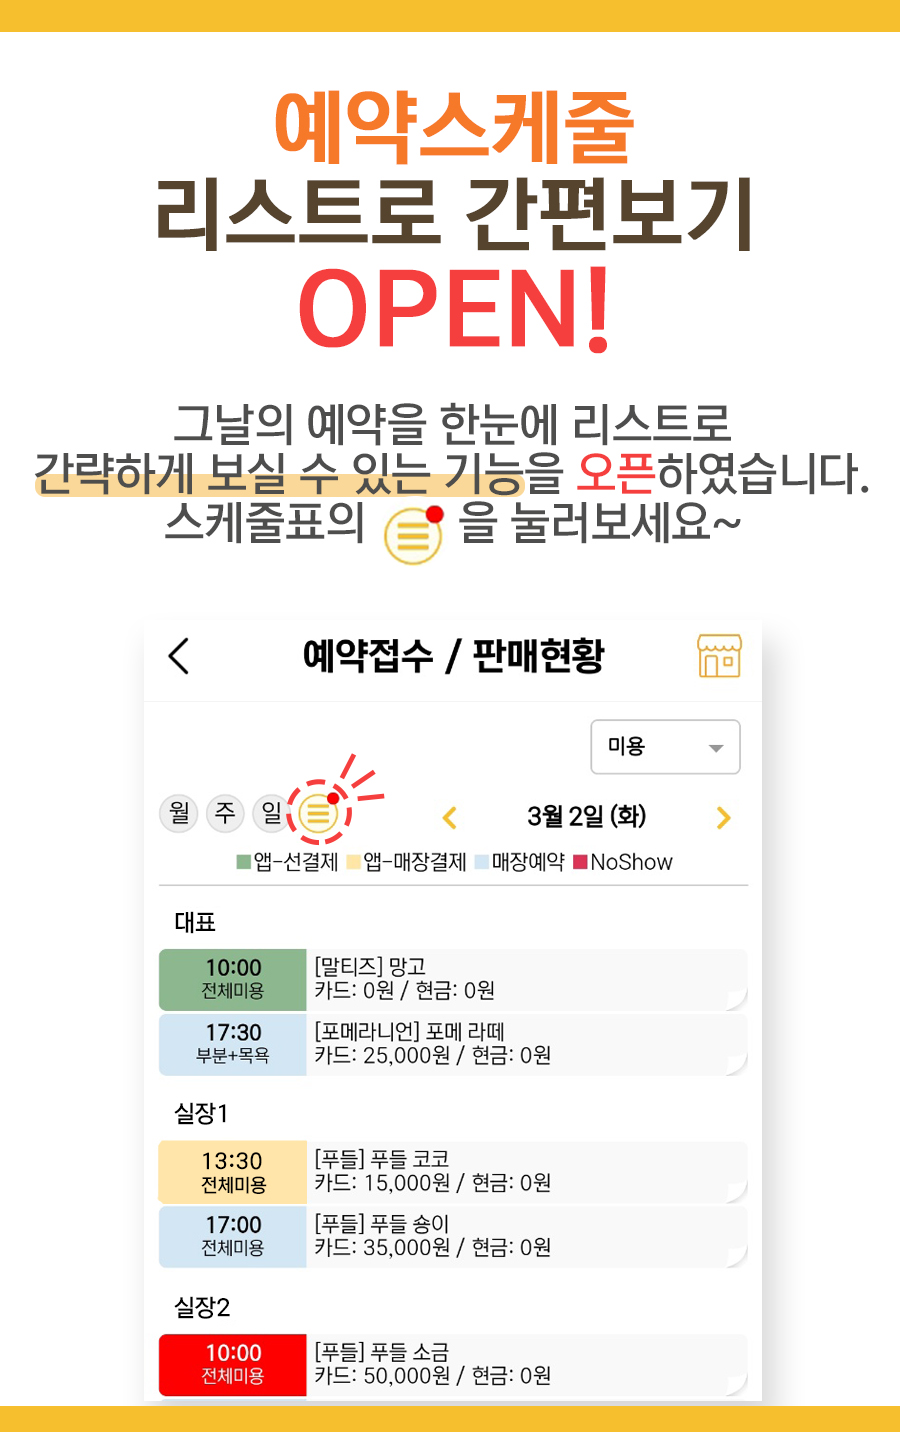 예약스케줄
리스트로 간편보기
OPEN!
그날의 예약을 한눈에 리스트로
간략하게 보실 수 있는 기능을 오픈하였습니다.
스케줄표의 을 눌러보세요~
예약접수 / 판매현황
미용
월 주 일 3월 2일 (화)
앱-선결제 앱-매장결제 매장예약 NoShow
대표
10:00 [말티즈] 망고
전체미용 카드: 0원 / 현금: 0원
17:30 [포메라니언] 포메 라떼
부분+목욕 카드: 25,000원 / 현금: 0원
실장1
13:30 [푸들] 푸들 코코
전체미용 카드: 15,000원 / 현금: 0원
17:00 [푸들] 푸들 숑이
전체미용 카드: 35,000원 / 현금: 0원
실장2
10:00 [푸들] 푸들 소금
전체미용 카드: 50,000원 / 현금: 0원